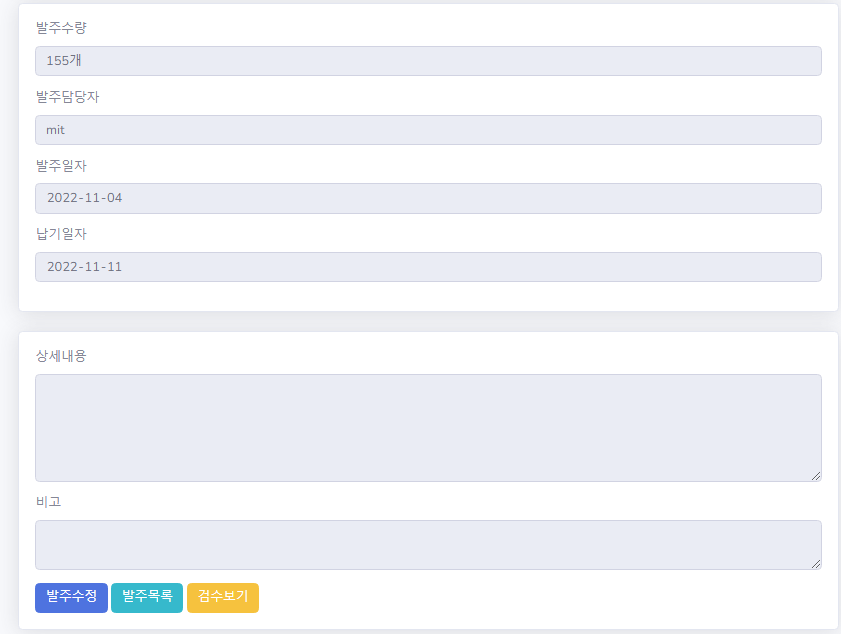 발주수량
155개
발주담당자
mit
발주일자
2022-11-04
납기일자
2022-11-11
상세내용
비고
발주수정 발주목록 검수보기